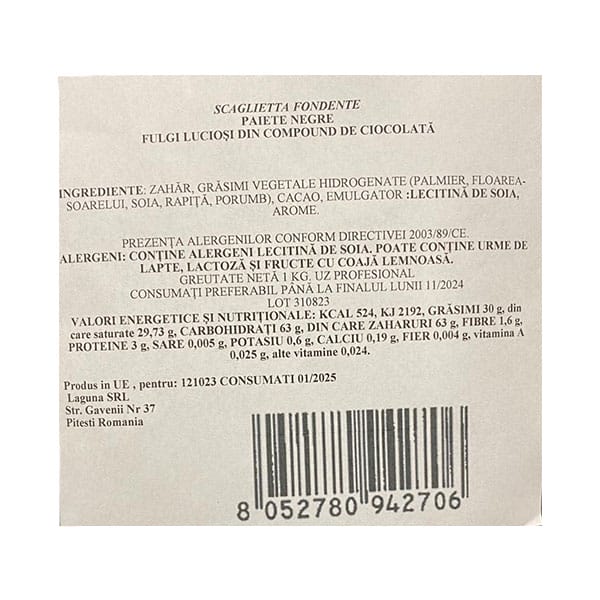 SCAGLIETTA FONDENTE
PAIETE NEGRE
FULGI LUCIOȘI DIN COMPOUND DE CIOCOLATĂ
INGREDIENTE: ZAHĂR, GRĂSIMI VEGETALE HIDROGENATE (PALMIER, FLOAREA-
SOARELUI, SOIA, RAPIȚĂ, PORUMB), CACAO, EMULGATOR :LECITINĂ DE SOIA,
AROME.
PREZENȚA ALERGENILOR CONFORM DIRECTIVEI 2003/89/CE.
ALERGENI: CONȚINE ALERGENI LECITINĂ DE SOIA. POATE CONȚINE URME DE
LAPTE, LACTOZĂ ȘI FRUCTE CU COAJĂ LEMNOASĂ.
GREUTATE NETĂ 1 KG. UZ PROFESIONAL
CONSUMAȚI PREFERABIL PÂNĂ LA FINALUL LUNII 11/2024
LOT 310823
VALORI ENERGETICE ȘI NUTRIȚIONALE: KCAL 524, KJ 2192, GRĂSIMI 30 g, din
care saturate 29,73 g, CARBOHIDRAȚI 63 g, DIN CARE ZAHARURI 63 g, FIBRE 1,6 g,
PROTEINE 3 g, SARE 0,005 g, POTASIU 0,6 g, CALCIU 0,19 g, FIER 0,004 g, vitamina A
0,025 g, alte vitamine 0,024.
Produs in UE , pentru: 121023 CONSUMATI 01/2025
Laguna SRL
Str. Gavenii Nr 37
Pitesti Romania
8 052780 942706